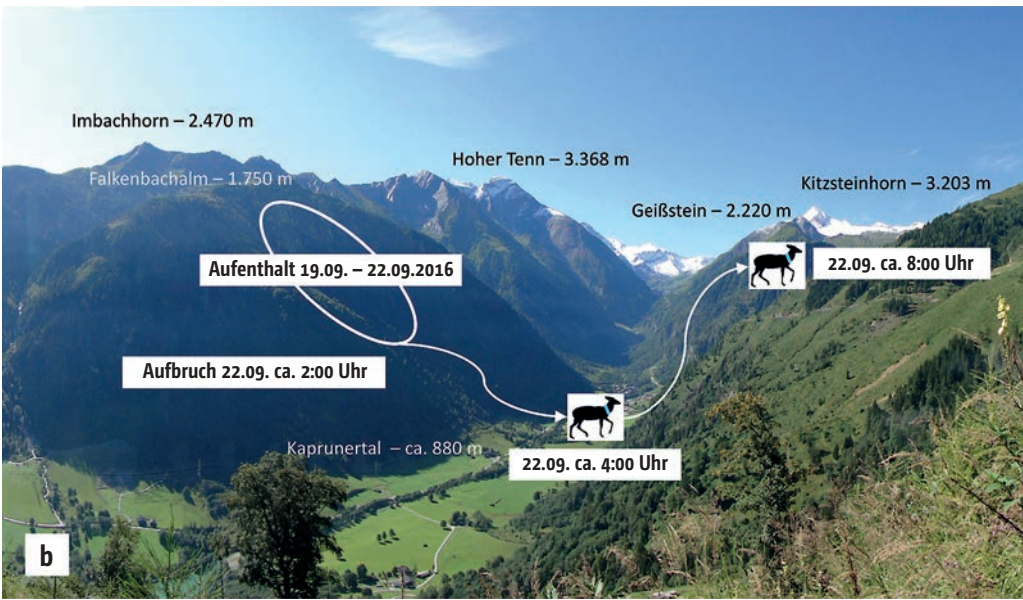 Imbachhorn – 2.470 m
Falkenbachalm – 1.750 m
Hoher Tenn – 3.368 m
Kitzsteinhorn – 3.203 m
Geißstein – 2.220 m
Aufenthalt 19.09. – 22.09.2016
22.09. ca. 8:00 Uhr
Aufbruch 22.09. ca. 2:00 Uhr
Kaprunertal – ca. 880 m
22.09. ca. 4:00 Uhr
b